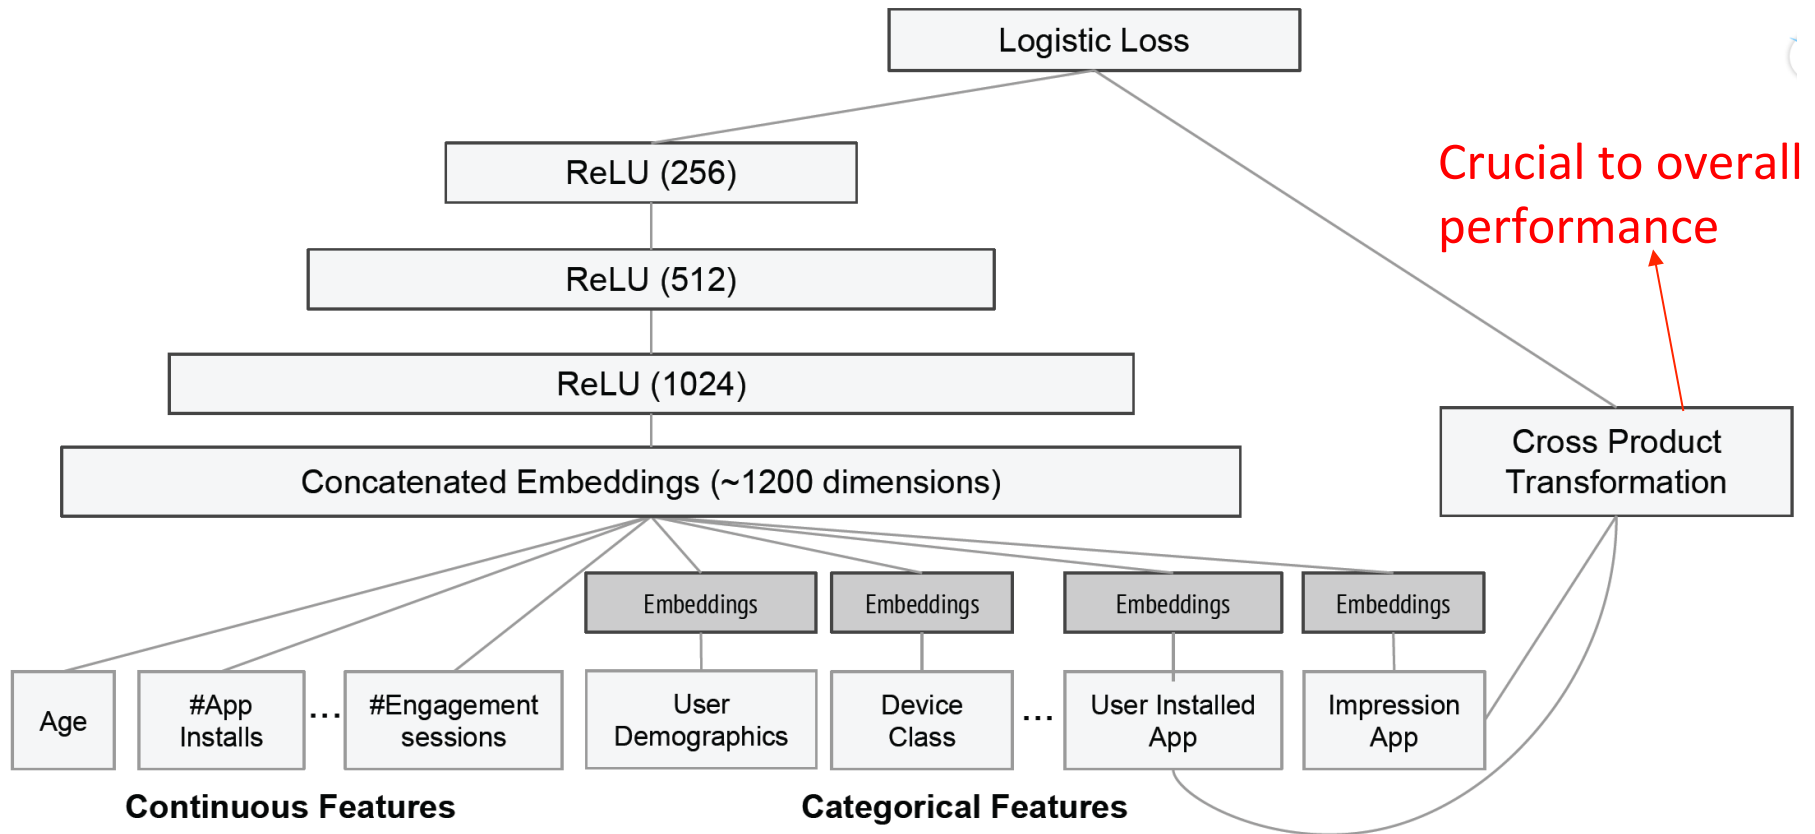 Logistic Loss
ReLU (256)
Crucial to overall
performance
ReLU (512)
ReLU (1024)
Cross Product
Transformation
Concatenated Embeddings (~1200 dimensions)
Embeddings
Embeddings
Embeddings
Embeddings
Age
#App
Installs
...
#Engagement
sessions
User
Demographics
Device
Class
...
User Installed
App
Impression
App
Continuous Features
Categorical Features